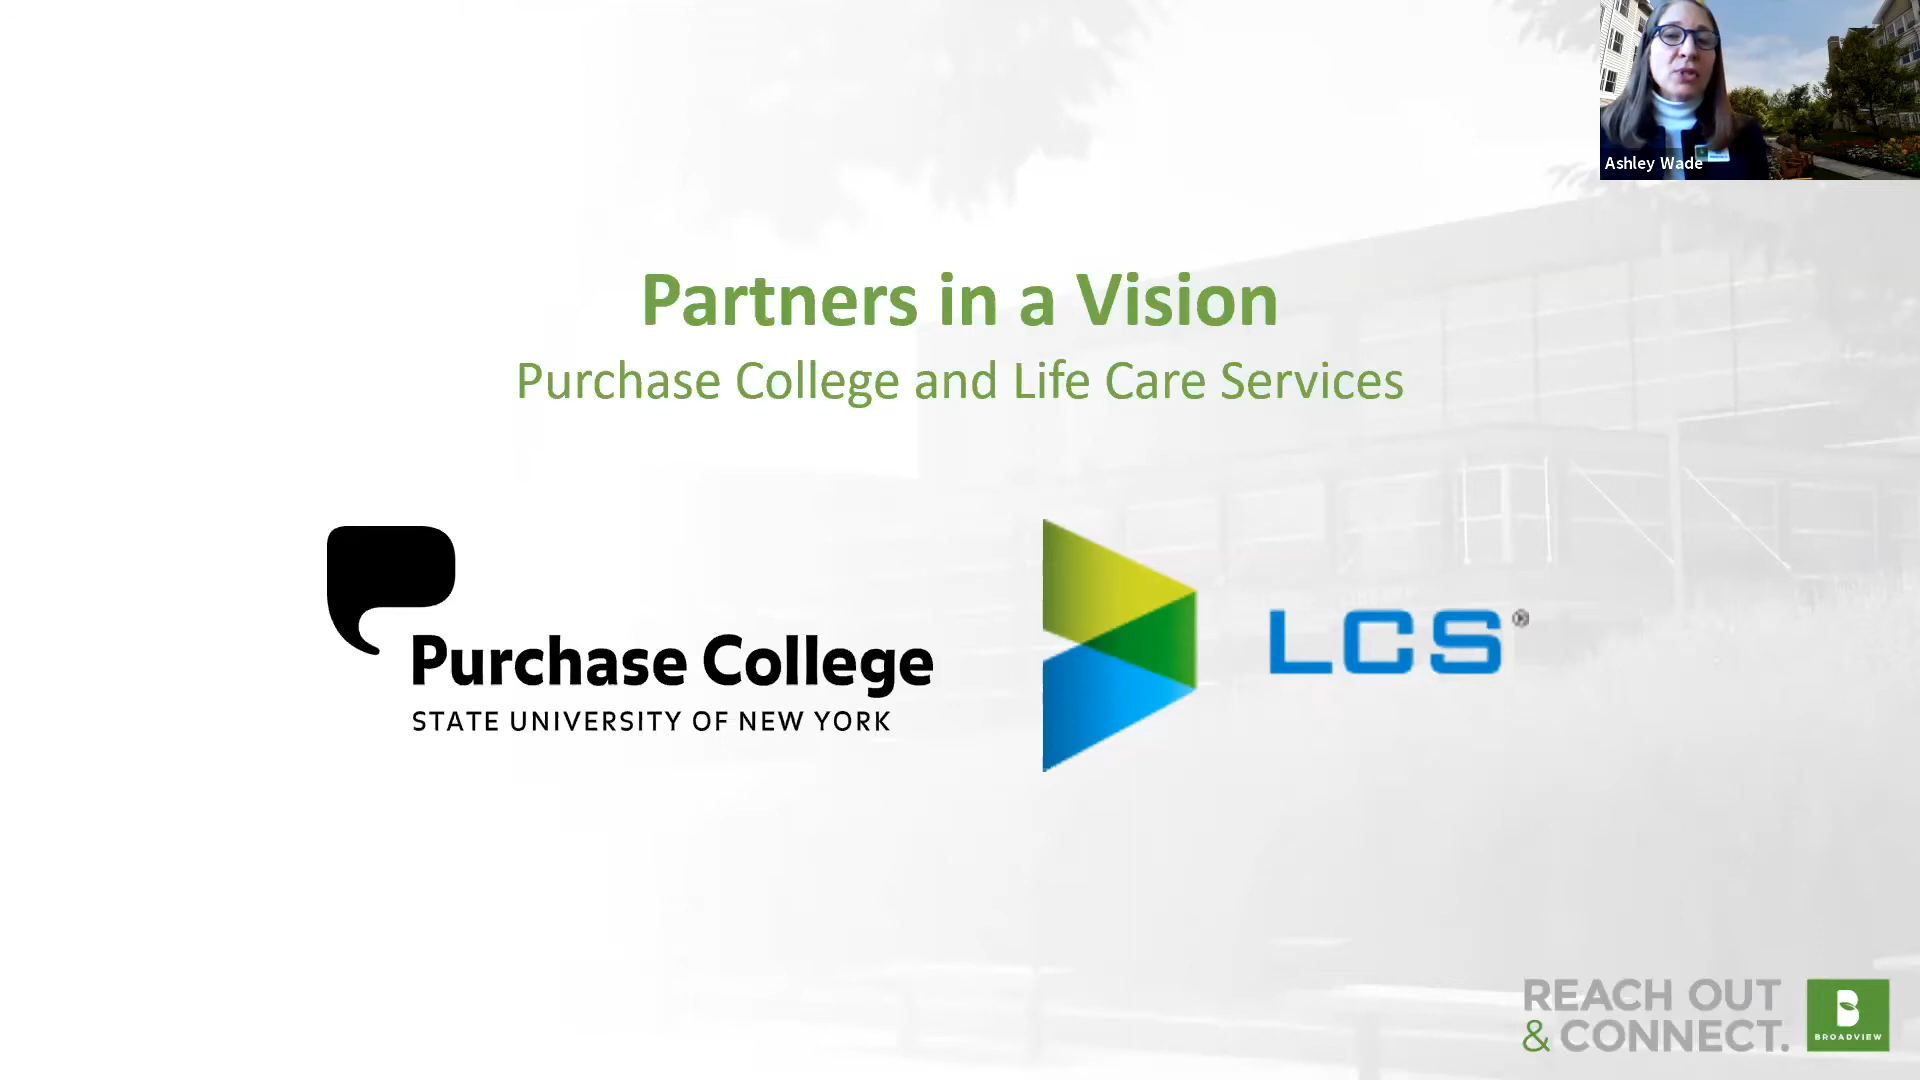 Ashley Wade
Partners in a Vision
Purchase College and Life Care Services
Purchase College
STATE UNIVERSITY OF NEW YORK
LCS®
REACH OUT
& CONNECT.
B
BROADVIEW